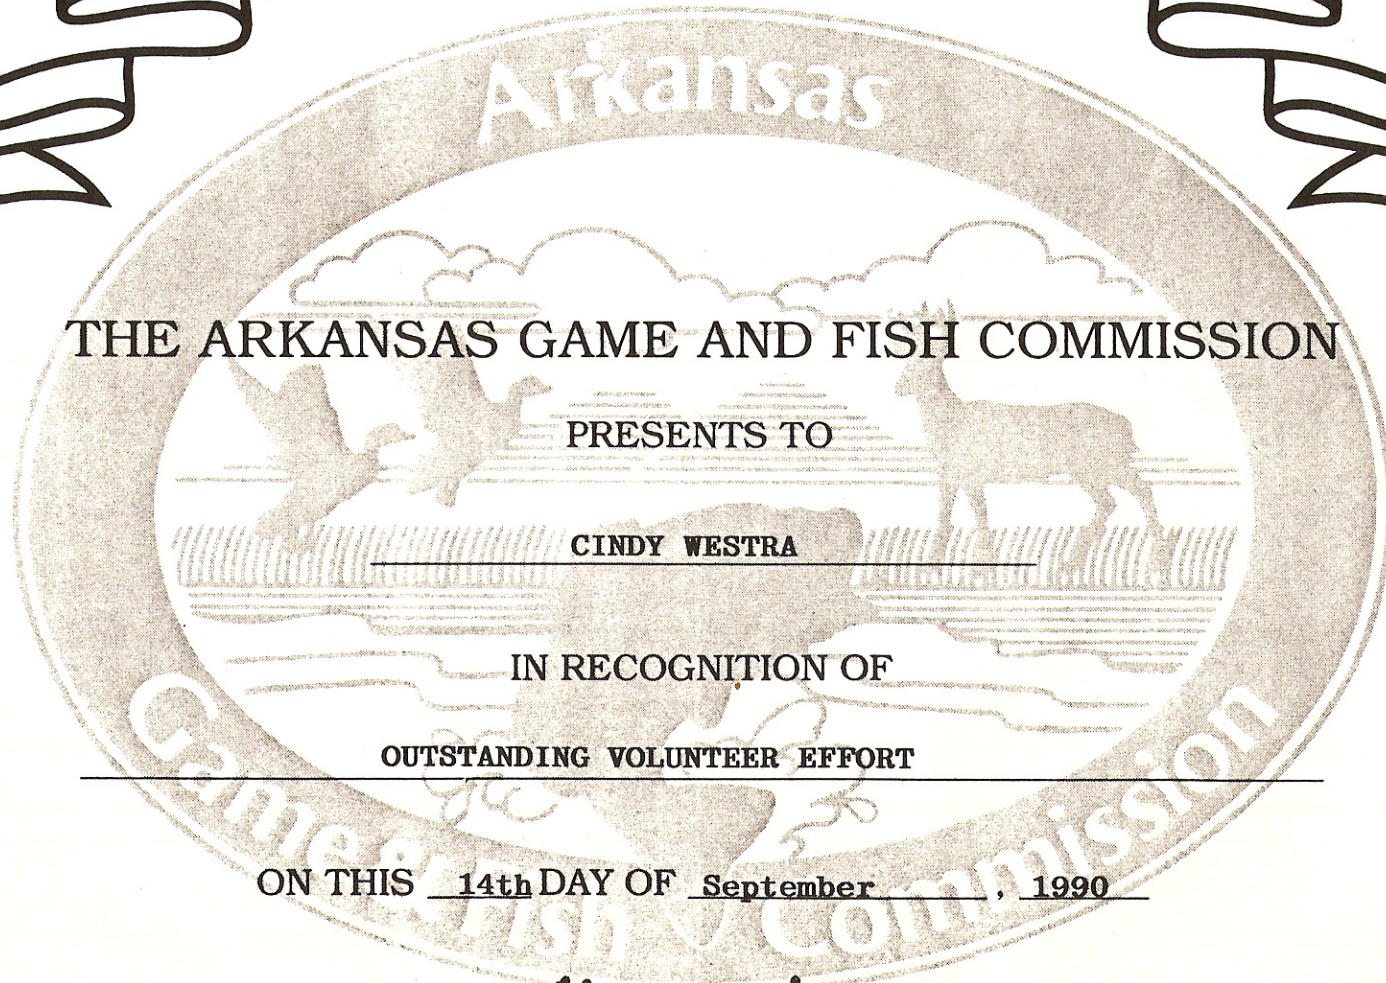 Arkansas
THE ARKANSAS GAME AND FISH COMMISSION
PRESENTS TO
CINDY WESTRA
IN RECOGNITION OF
OUTSTANDING VOLUNTEER EFFORT
ON THIS 14th DAY OF September , 1990
Game & Fish Commission